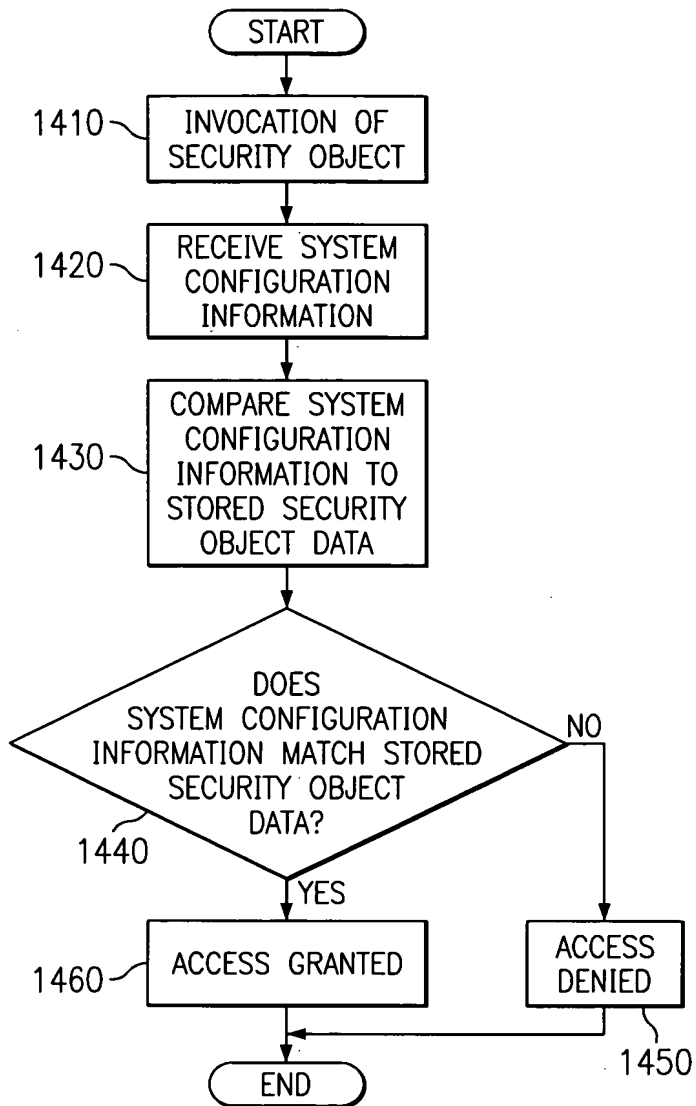 START
1410
INVOCATION OF
SECURITY OBJECT
1420
RECEIVE SYSTEM
CONFIGURATION
INFORMATION
1430
COMPARE SYSTEM
CONFIGURATION
INFORMATION TO
STORED SECURITY
OBJECT DATA
DOES
SYSTEM CONFIGURATION
INFORMATION MATCH STORED
SECURITY OBJECT
DATA?
1440
NO
YES
1460
ACCESS GRANTED
ACCESS
DENIED
1450
END